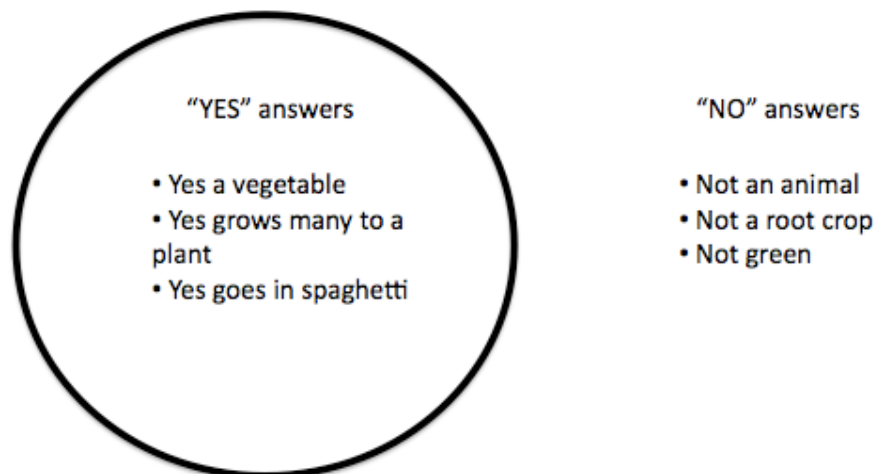 “YES” answers
• Yes a vegetable
• Yes grows many to a
plant
• Yes goes in spaghetti
“NO” answers
• Not an animal
• Not a root crop
• Not green